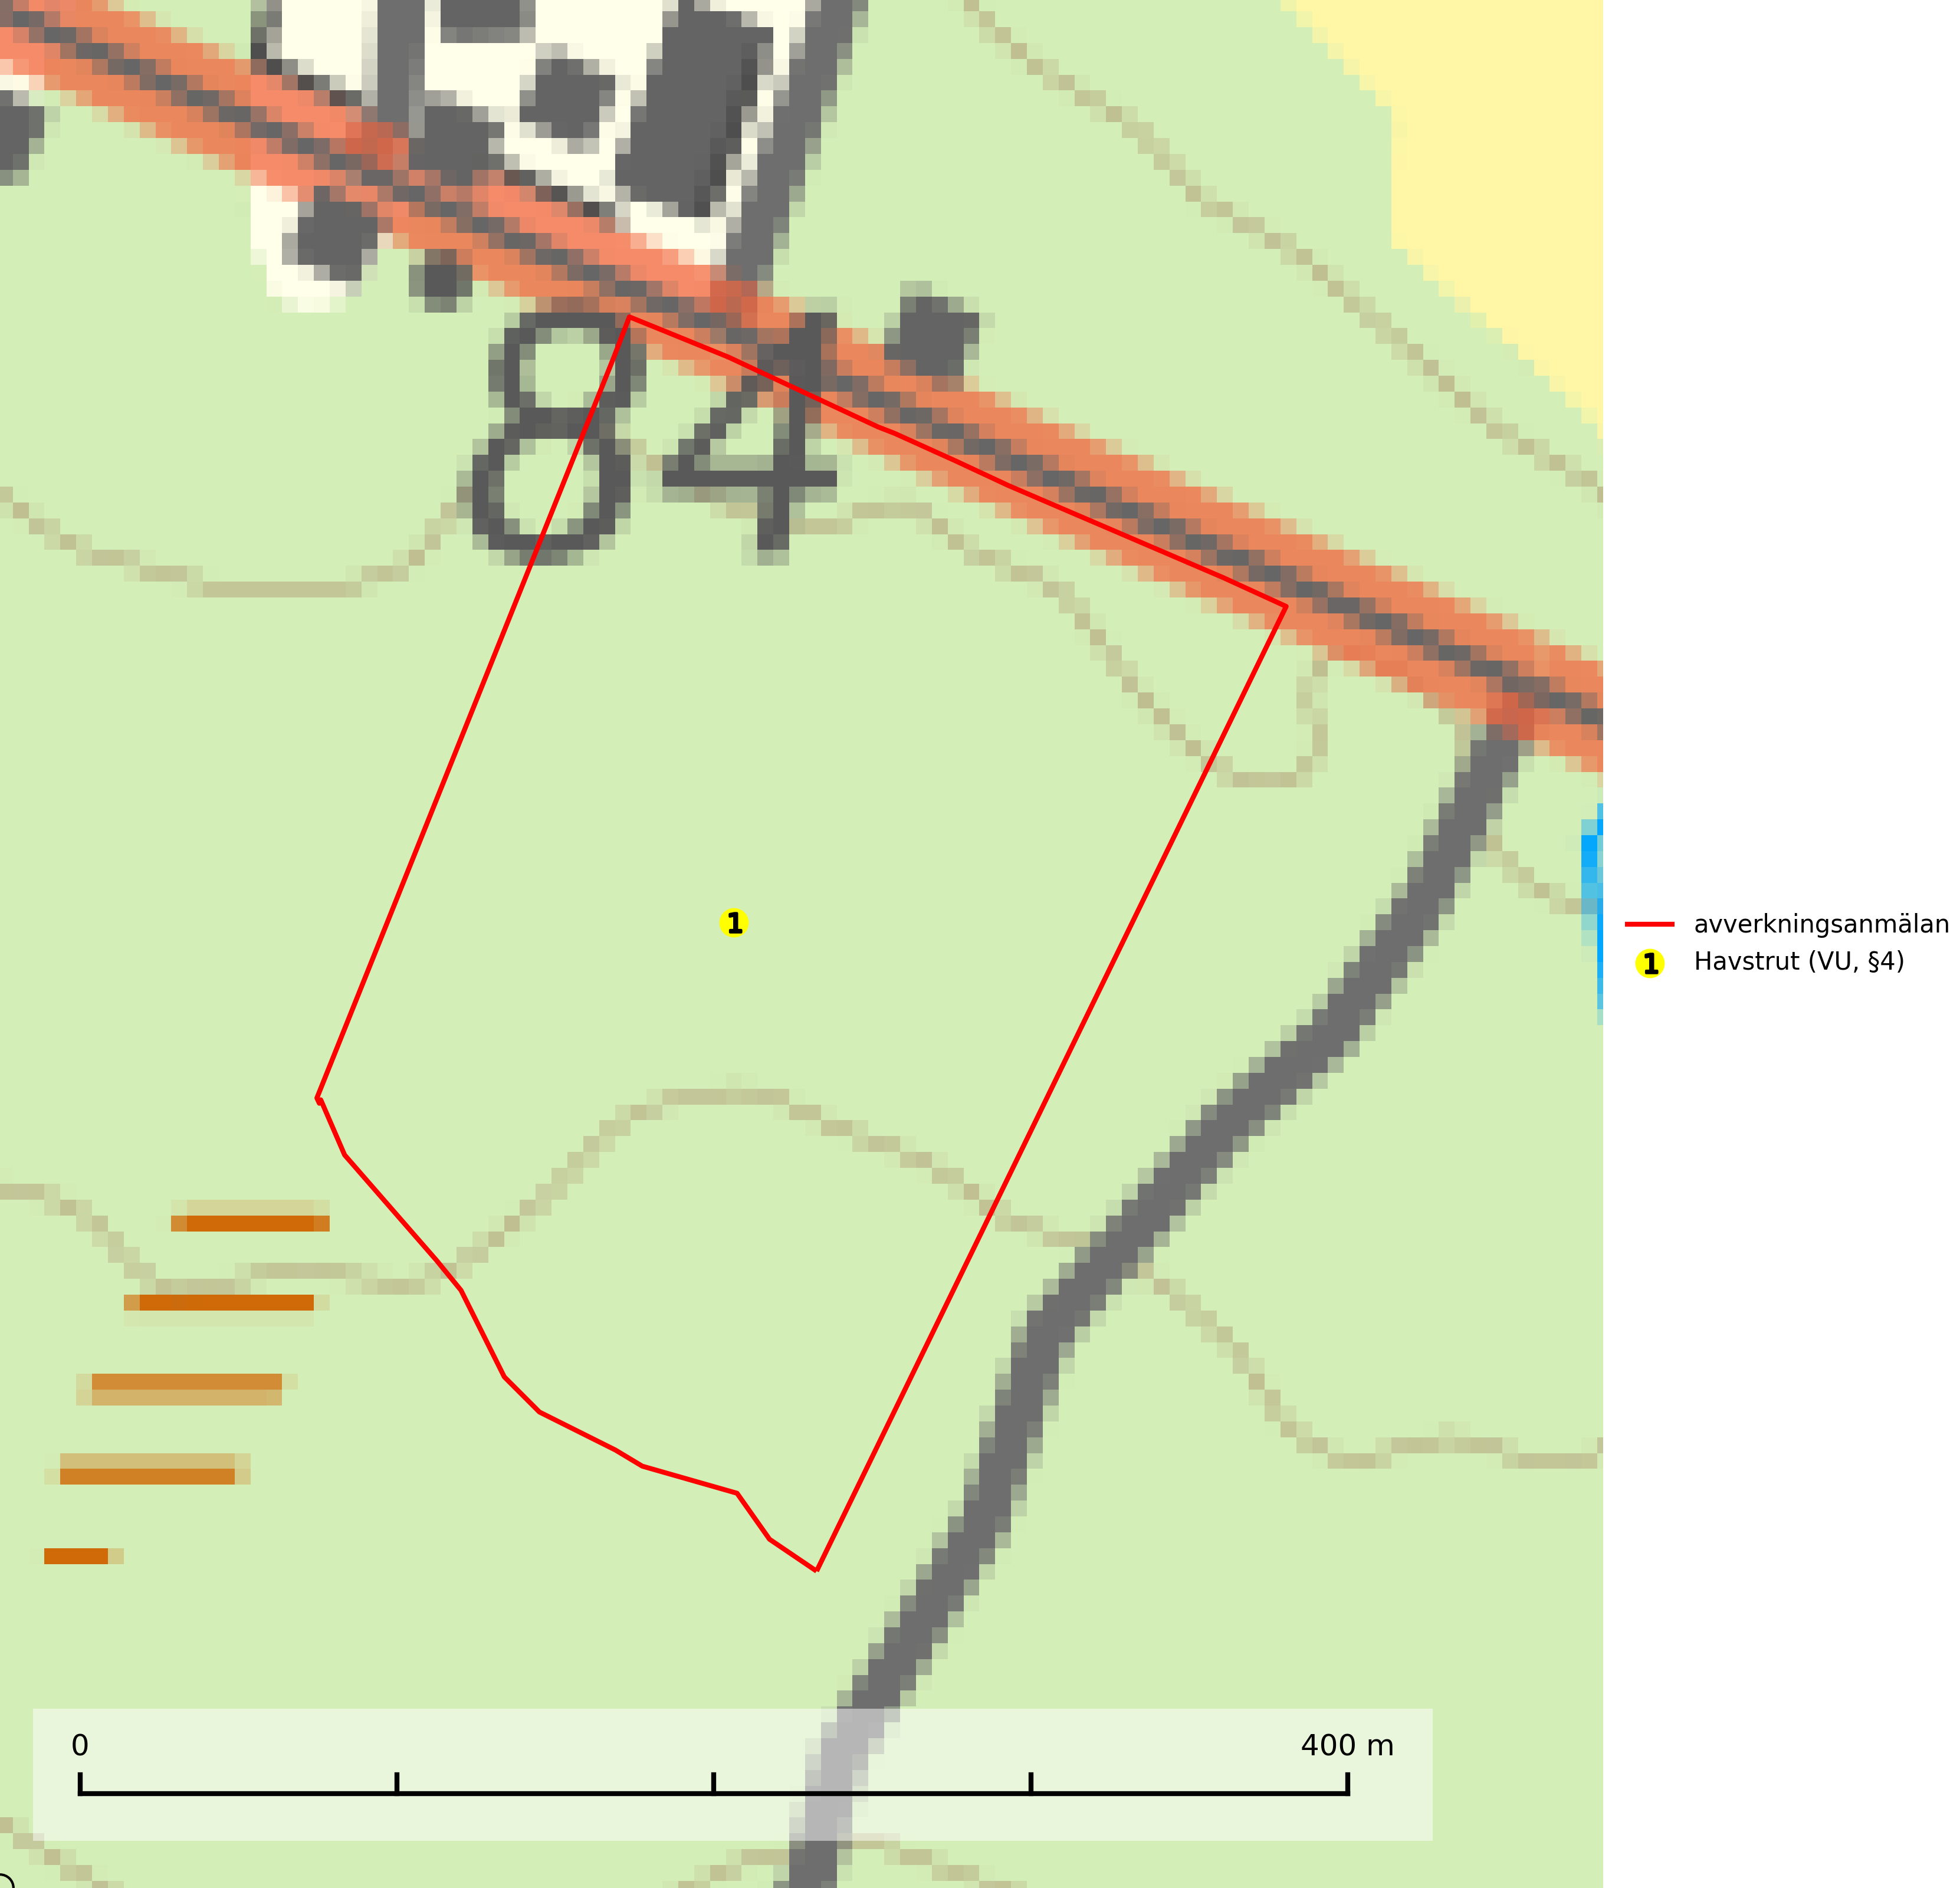 84
1
avverkningsanmälan
1 Havstrut (VU, §4)
0 400 m